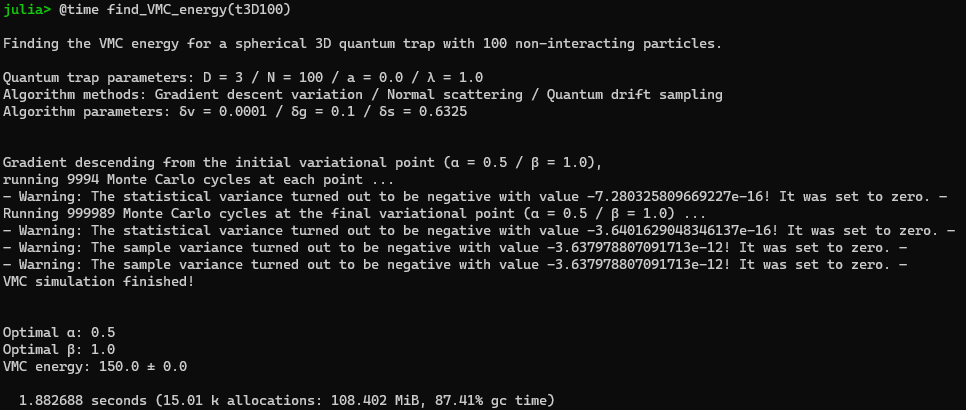 julia> @time find_VMC_energy(t3D100)
Finding the VMC energy for a spherical 3D quantum trap with 100 non-interacting particles.
Quantum trap parameters: D = 3 / N = 100 / a = 0.0 / λ = 1.0
Algorithm methods: Gradient descent variation / Normal scattering / Quantum drift sampling
Algorithm parameters: δv = 0.0001 / δg = 0.1 / δs = 0.6325
Gradient descending from the initial variational point (α = 0.5 / β = 1.0),
running 9994 Monte Carlo cycles at each point ...
- Warning: The statistical variance turned out to be negative with value -7.280325809669227e-16! It was set to zero. -
Running 999989 Monte Carlo cycles at the final variational point (α = 0.5 / β = 1.0) ...
- Warning: The statistical variance turned out to be negative with value -3.6401629048346137e-16! It was set to zero. -
- Warning: The sample variance turned out to be negative with value -3.637978807091713e-12! It was set to zero. -
- Warning: The sample variance turned out to be negative with value -3.637978807091713e-12! It was set to zero. -
VMC simulation finished!
Optimal α: 0.5
Optimal β: 1.0
VMC energy: 150.0 ± 0.0
1.882688 seconds (15.01 k allocations: 108.402 MiB, 87.41% gc time)